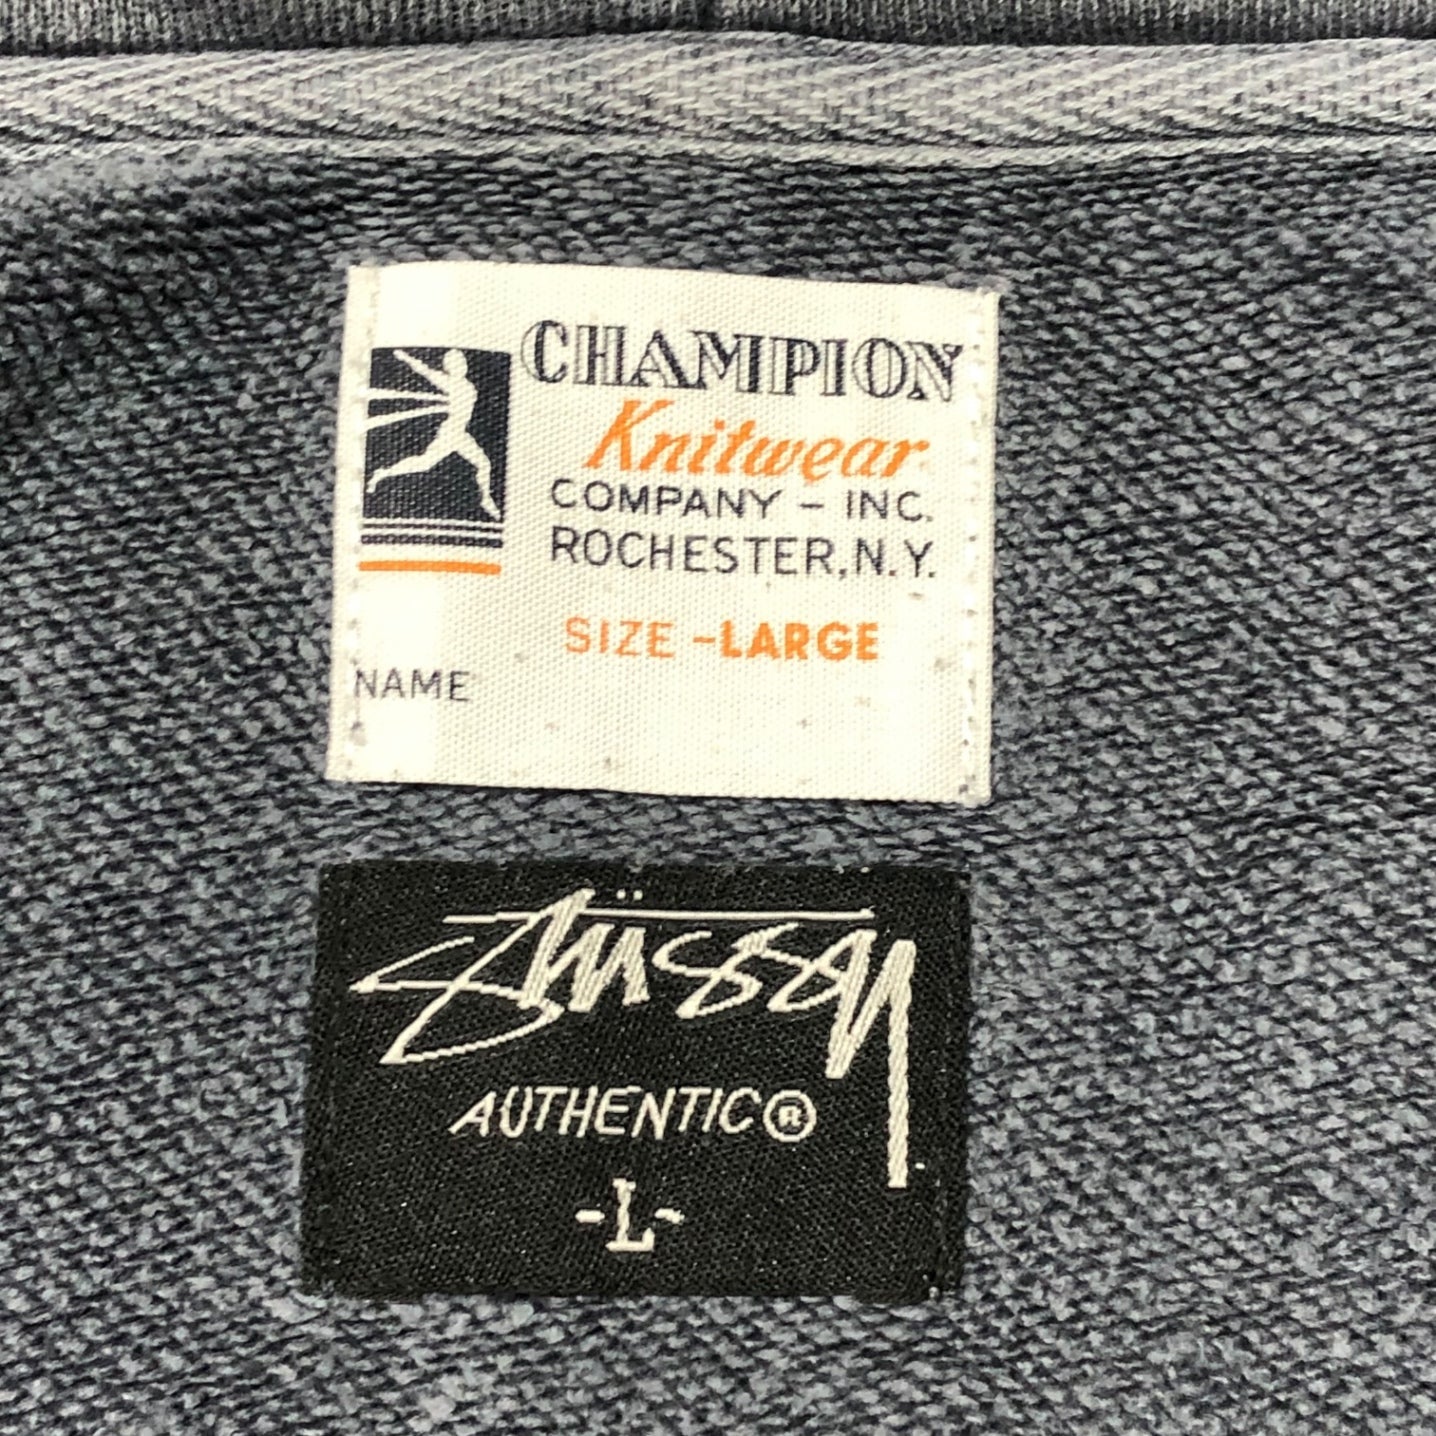 CHAMPION
Knitwear
COMPANY - INC.
ROCHESTER, N.Y.
SIZE -LARGE
NAME
Stüssy
AUTHENTIC®
-L-